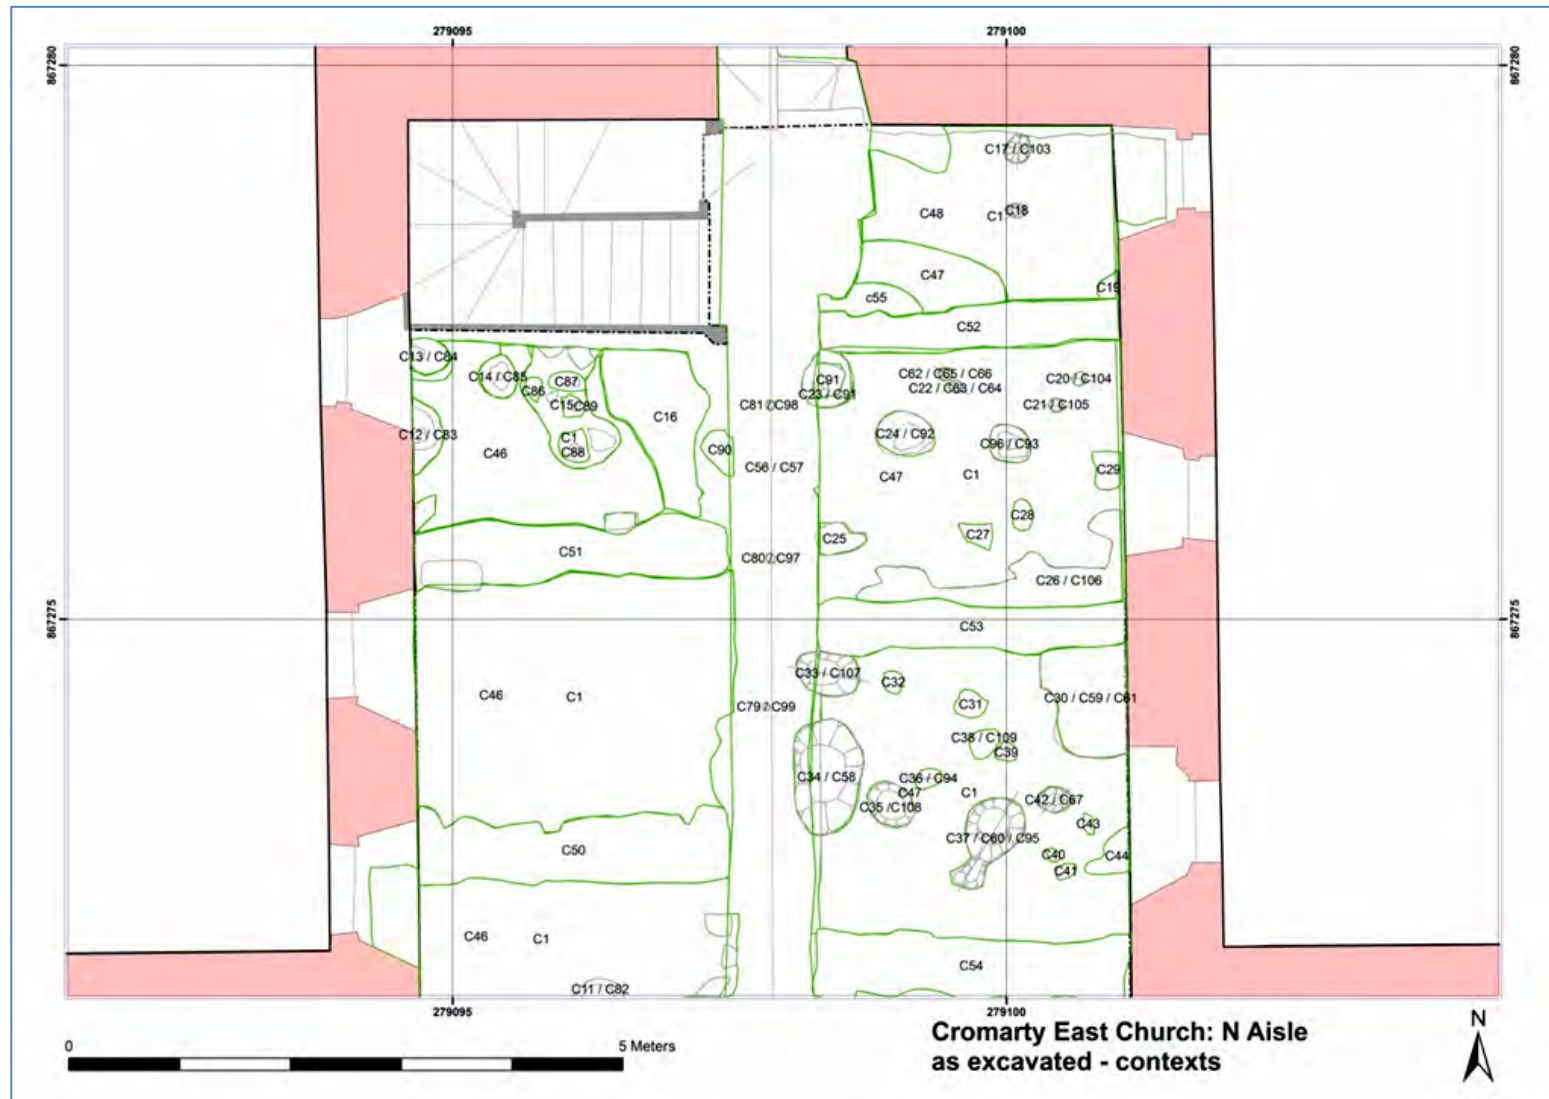 279095
279100
867280
867280
C17 / C103
C48
C1
C18
C47
C19
c55
C52
C13 / C84
C14 / C85
C87
C86
C15
C89
C16
C12 / C83
C1
C88
C46
C90
C91
C23 / C91
C62 / C65 / C66
C22 / C63 / C64
C20 / C104
C81 / C98
C21 / C105
C24 / C92
C96 / C93
C56 / C57
C47
C1
C29
C28
C25
C27
C51
C80 / C97
C26 / C106
867275
867275
C53
C33 / C107
C32
C46
C1
C79 / C99
C31
C30 / C59 / C61
C38 / C109
C39
C34 / C58
C36 / C94
C47
C1
C35 /C108
C42 / C67
C43
C37 / C60 / C95
C50
C40
C44
C41
C46
C1
C54
C11 / C82
279095
279100
0
5 Meters
Cromarty East Church: N Aisle
as excavated - contexts
N